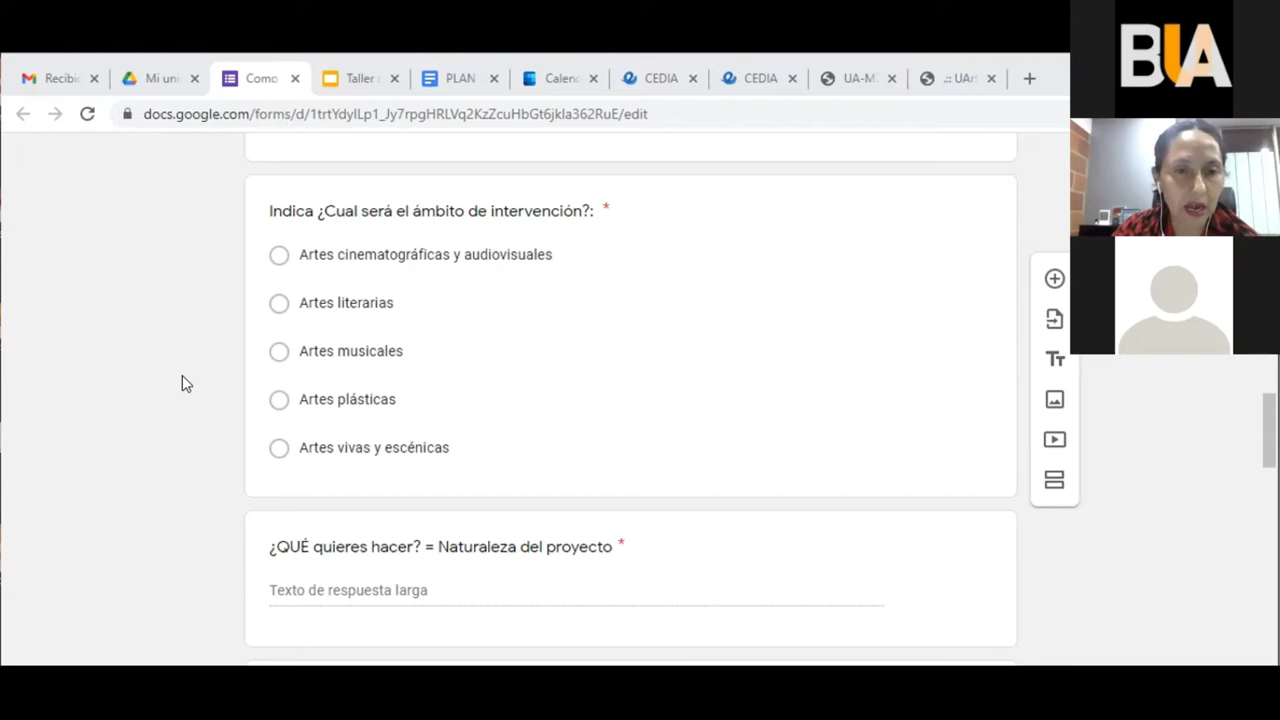 BUA
Recibid
Mi uni
Como
Taller
PLAN
Calen
CEDIA
CEDIA
UA-M
.:: UAr
docs.google.com/forms/d/1trtYdylLp1_Jy7rpgHRLVq2KzZcuHbGt6jkla362RuE/edit
Indica ¿Cual será el ámbito de intervención?: *
Artes cinematográficas y audiovisuales
Artes literarias
Artes musicales
Artes plásticas
Artes vivas y escénicas
¿QUÉ quieres hacer? = Naturaleza del proyecto *
Texto de respuesta larga